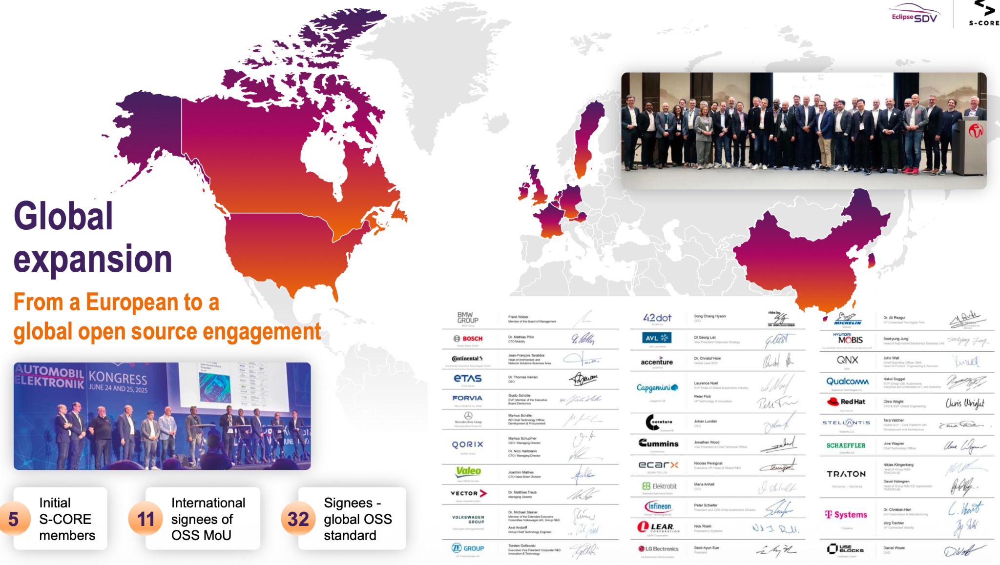 Eclipse SDV
S-CORE
Global
expansion
From a European to a
global open source engagement
AUTOMOBIL
ELEKTRONIK
KONGRESS
JUNE 24 AND 25, 2025
5
Initial
S-CORE
members
11
International
signees of
OSS MoU
32
Signees -
global OSS
standard
BMW
GROUP
Frank Weber
Member of the Board of Management
BOSCH
Dr. Mathias Pillin
CTO Mobility
Continental
Jean-François Tarabbia
Head of Architecture and
Network Solutions Business Area
ETAS
Dr. Thomas Irawan
CEO
FORVIA
Guido Schütte
EVP, Member of the Executive
Board Electronics
Mercedes-Benz Group
Markus Schäfer
RD Chief Technology Officer,
Development & Procurement
QORIX
Markus Schupfner
CEO / Managing Director
Dr. Nico Hartmann
CTO / Managing Director
Valeo
Joachim Mathes
CTO Valeo Brain Division
VECTOR
Dr. Matthias Traub
Managing Director
VOLKSWAGEN
GROUP
Dr. Michael Steiner
Member of the Extended Executive
Committee Volkswagen AG, Group R&D
Axel Andorff
Group Chief Technology Engineer
ZF GROUP
Torsten Gollewski
Executive Vice President Corporate R&D
Innovation & Technology
42dot
Song Chang Hyeon
CEO
AVL
DI Georg List
Vice President Corporate Strategy
accenture
Dr. Christof Horn
Global Lead SDV
Capgemini
Laurence Noël
EVP Head of Global Automotive Industry
Peter Fintl
VP Technology & Innovation
coretura
Johan Lundén
CEO
Cummins
Jonathan Wood
Vice President & Chief Technical Officer
ecarx
Nicolas Persignat
Executive VP, Head of Global R&D
Elektrobit
Maria Anhalt
CEO
infineon
Peter Schiefer
President and CEO of the Automotive Division
LEAR
CORPORATION
Nick Roelli
President E-Systems
LG Electronics
Seok-hyun Eun
President
MICHELIN
Dr. Ali Rezgui
VP Embedded Tire Digital Twin
HYUNDAI
MOBIS
Sookyung Jung
Head of Automotive Electronics Business Unit
QNX
John Wall
Chief Operating Officer QNX,
Head of Product, Engineering & Services
Qualcomm
Nakul Duggal
EVP, Group GM, Automotive,
Industrial and Embedded IoT, and Robotics
Red Hat
Chris Wright
CTO & SVP Global Engineering
Chris Wright
STELLANTIS
Tara Vatcher
Development and Architecture
SCHAEFFLER
Uwe Wagner
Chief Technology Officer
TRATON
Niklas Klingenberg
Head of Group R&D
TRATON SE
David Holmgren
Head of Group R&D EE Applications
TRATON AB
TRATON SE | TRATON AB
T Systems
Dr. Christian Hort
SVP Automotive & Manufacturing
Jörg Tischler
VP Connected Mobility
USE
BLOCKS
Daniel Woste
CEO